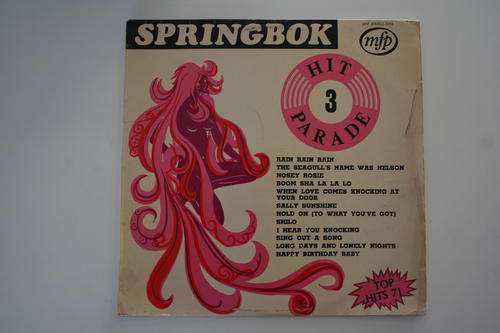 SPRINGBOK
mfp
HIT
3
PARADE
RAIN RAIN RAIN
THE SEAGULL'S NAME WAS NELSON
NOSEY ROSIE
BOOM SHA LA LA LO
WHEN LOVE COMES KNOCKING AT
YOUR DOOR
SALLY SUNSHINE
HOLD ON (TO WHAT YOU'VE GOT)
SHILO
I HEAR YOU KNOCKING
SING OUT A SONG
LONG DAYS AND LONELY NIGHTS
HAPPY BIRTHDAY BABY
TOP
HITS 71